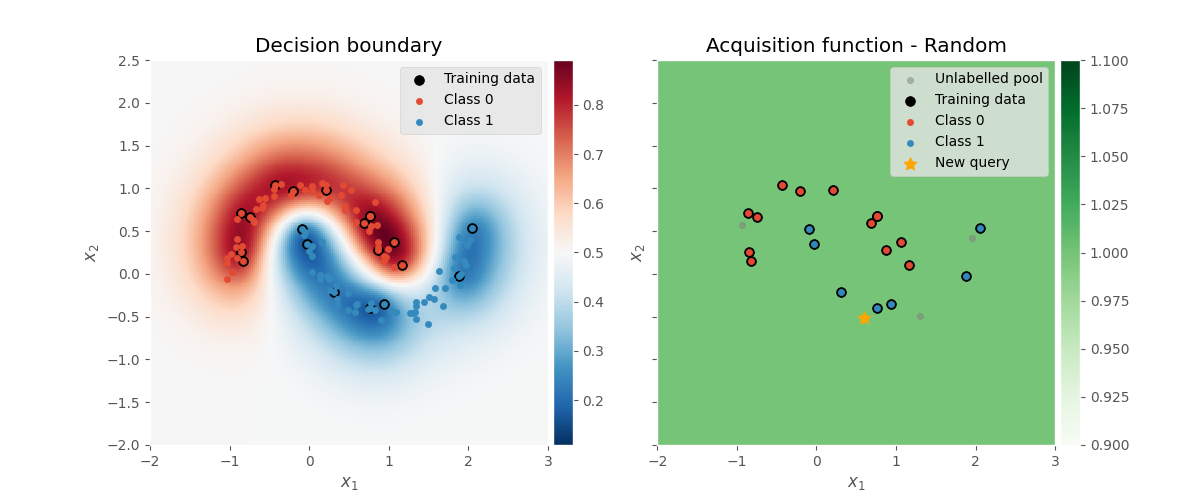 Decision boundary
Training data
Class 0
Class 1
2.5
2.0
1.5
1.0
0.5
0.0
−0.5
−1.0
−1.5
−2.0
x2
−2
−1
0
1
2
3
x1
0.8
0.7
0.6
0.5
0.4
0.3
0.2
Acquisition function - Random
Unlabelled pool
Training data
Class 0
Class 1
New query
x2
−2
−1
0
1
2
3
x1
1.100
1.075
1.050
1.025
1.000
0.975
0.950
0.925
0.900